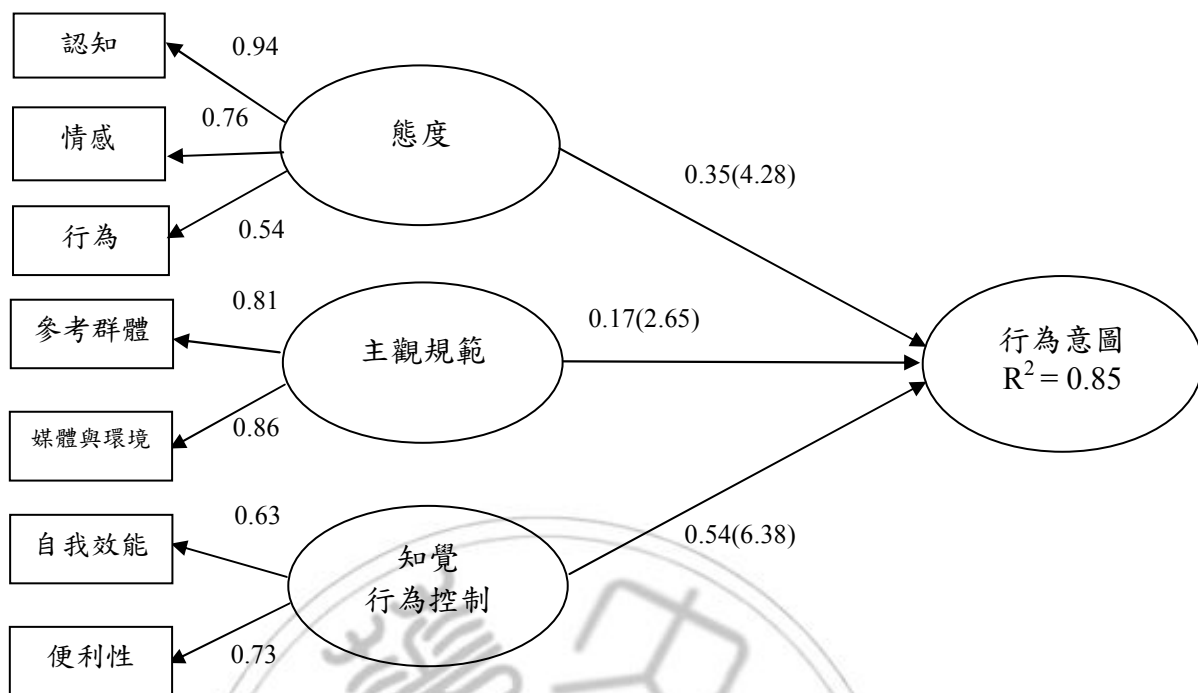 認知
0.94
情感
0.76
行為
0.54
態度
0.35(4.28)
參考群體
0.81
媒體與環境
0.86
主觀規範
0.17(2.65)
自我效能
0.63
便利性
0.73
知覺
行為控制
0.54(6.38)
行為意圖
R² = 0.85